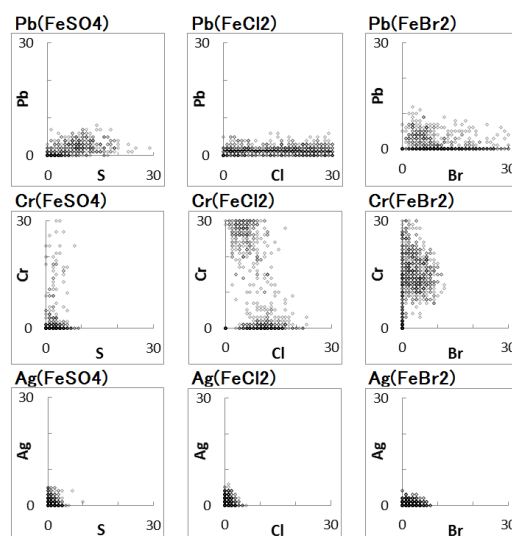 Pb(FeSO4) Pb(FeCl2) Pb(FeBr2)
30 30 30
Pb Pb Pb
0 0 0
0 S 30 0 Cl 30 0 Br 30
Cr(FeSO4) Cr(FeCl2) Cr(FeBr2)
30 30 30
Cr Cr Cr
0 0 0
0 S 30 0 Cl 30 0 Br 30
Ag(FeSO4) Ag(FeCl2) Ag(FeBr2)
30 30 30
Ag Ag Ag
0 0 0
0 S 30 0 Cl 30 0 Br 30